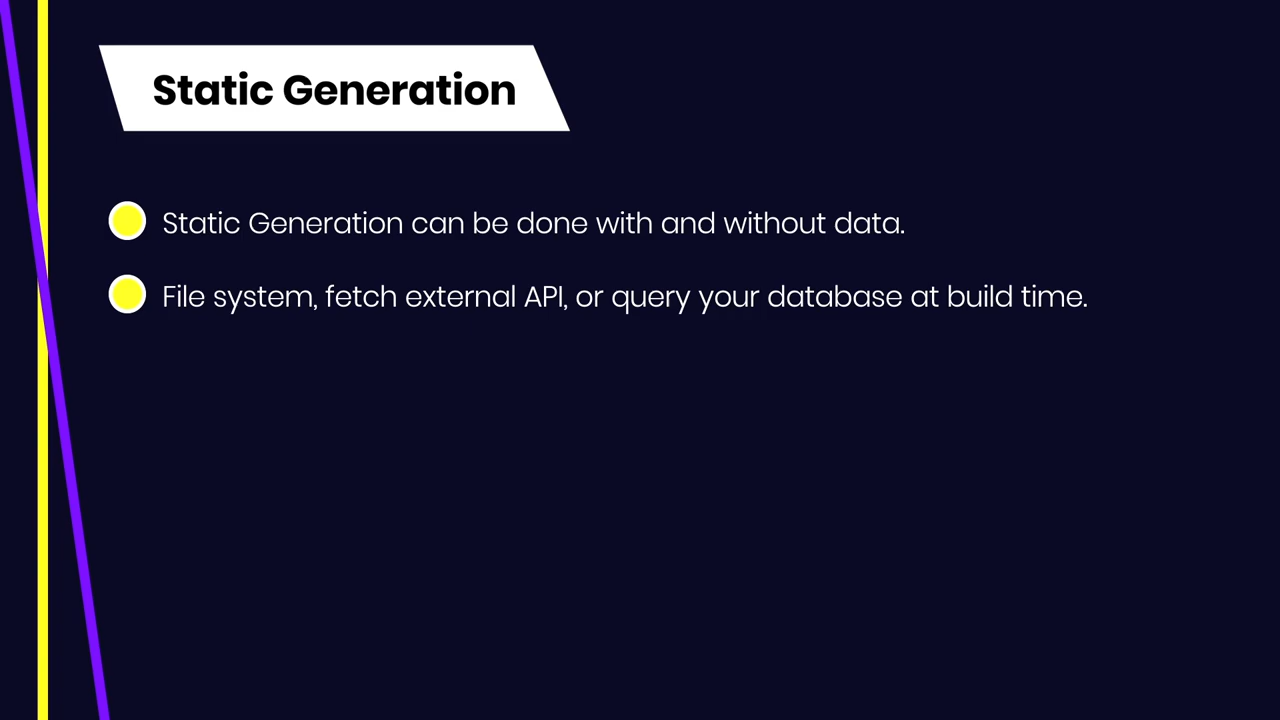 Static Generation
Static Generation can be done with and without data.
File system, fetch external API, or query your database at build time.